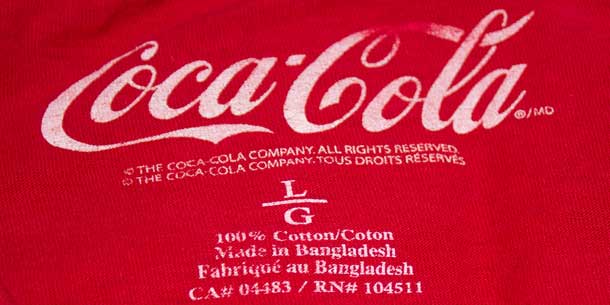 Coca-Cola ®/MD
© THE COCA-COLA COMPANY. ALL RIGHTS RESERVED.
© THE COCA-COLA COMPANY. TOUS DROITS RÉSERVÉS
L
G
100% Cotton/Coton
Made in Bangladesh
Fabriqué au Bangladesh
CA# 04483 / RN# 104511